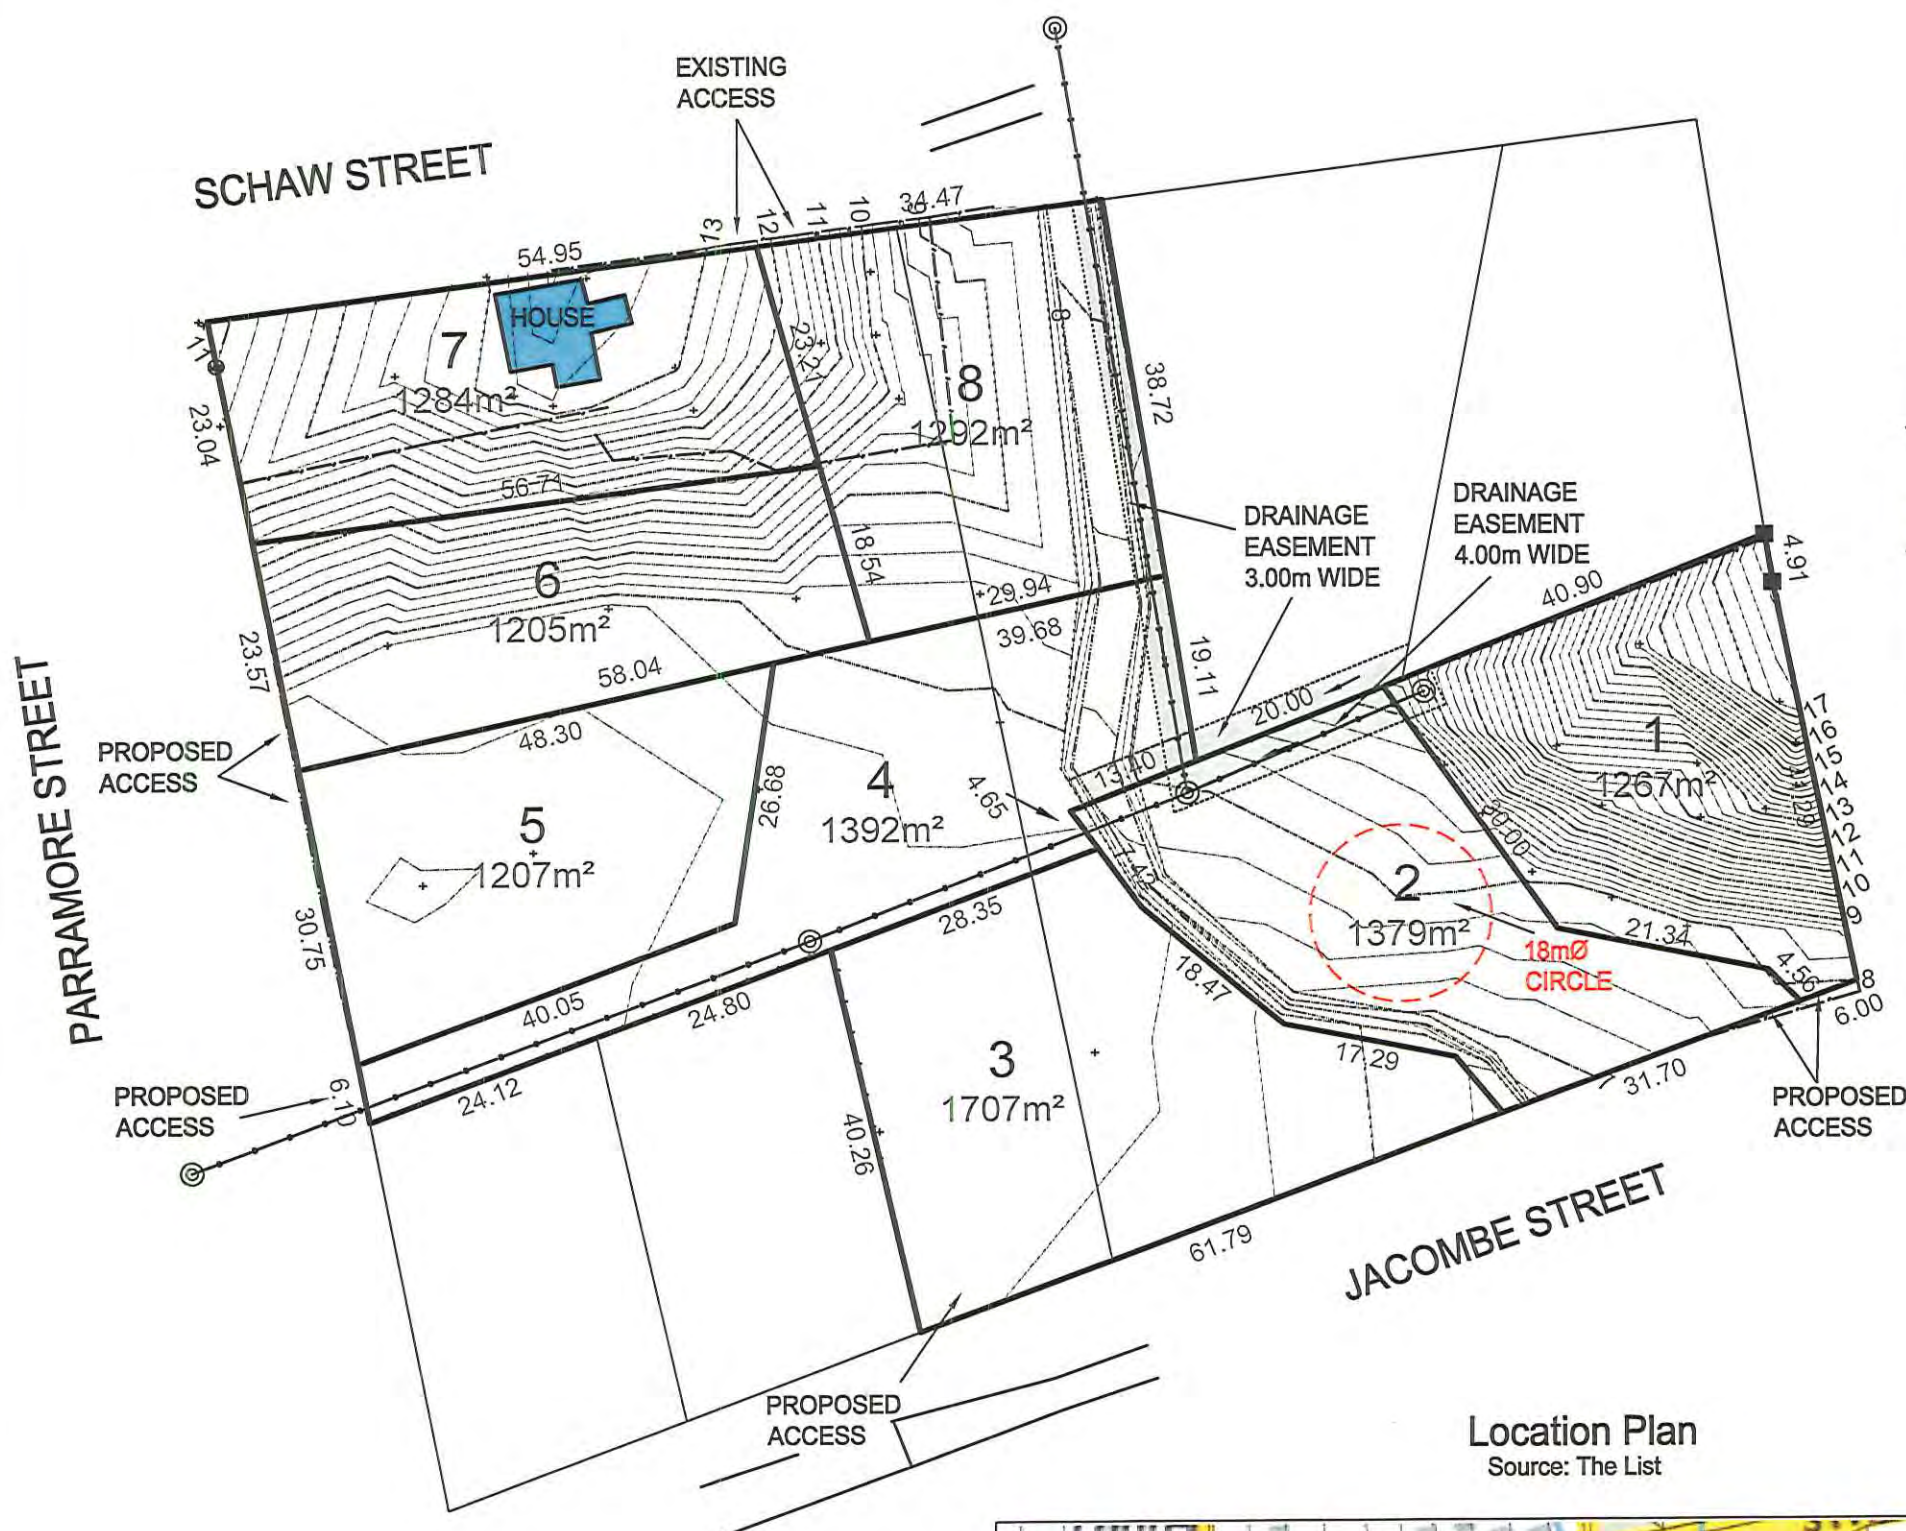 EXISTING
ACCESS
SCHAW STREET
54.95
13
12
11
10
34.47
HOUSE
7
1284m²
11
23.04
23.21
8
1292m²
8
38.72
56.71
6
1205m²
18.54
29.94
39.68
DRAINAGE
EASEMENT
3.00m WIDE
DRAINAGE
EASEMENT
4.00m WIDE
40.90
4.91
23.57
58.04
48.30
19.11
20.00
13.40
PARRAMORE STREET
PROPOSED
ACCESS
5
1207m²
26.68
4
1392m²
4.65
7.42
1
1267m²
17
16
15
14
13
12
11
10
9
8
30.00
2
1379m²
18mØ
CIRCLE
21.34
4.56
6.00
30.75
40.05
24.80
28.35
18.47
17.29
7
31.70
PROPOSED
ACCESS
PROPOSED
ACCESS
6.10
24.12
3
1707m²
40.26
61.79
JACOMBE STREET
PROPOSED
ACCESS
Location Plan
Source: The List